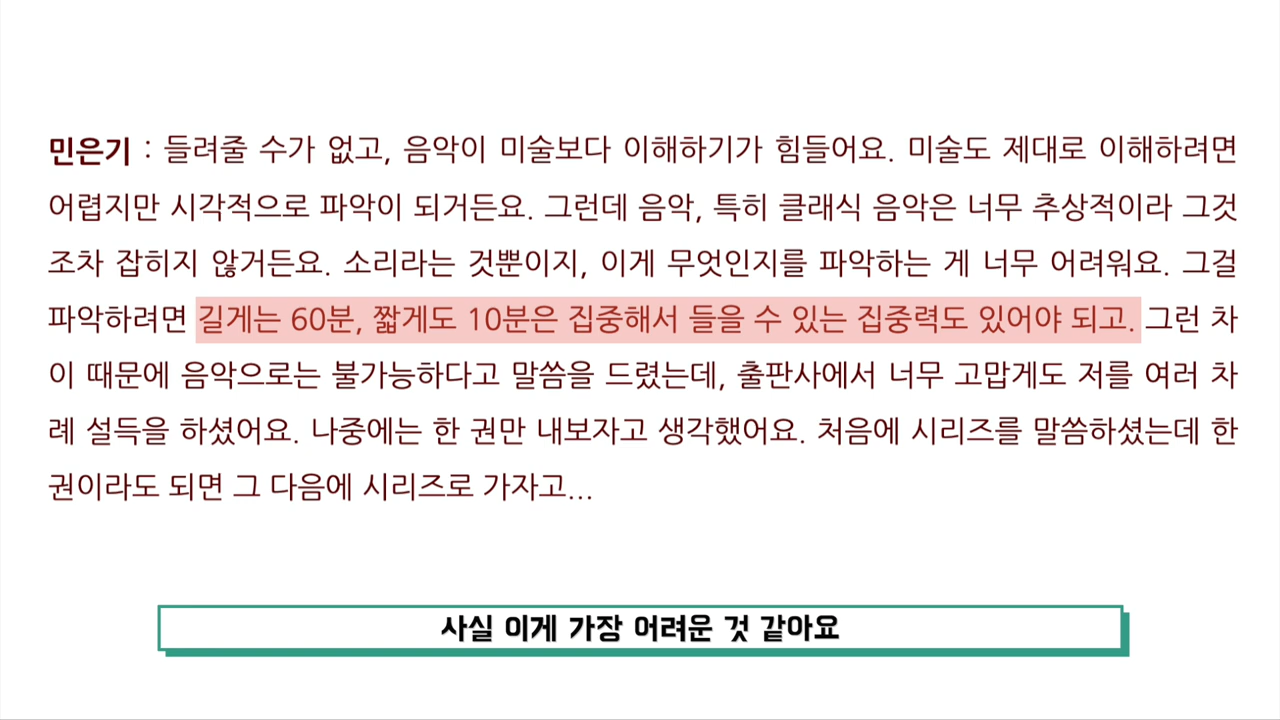 민은기 : 들려줄 수가 없고, 음악이 미술보다 이해하기가 힘들어요. 미술도 제대로 이해하려면
어렵지만 시각적으로 파악이 되거든요. 그런데 음악, 특히 클래식 음악은 너무 추상적이라 그것
조차 잡히지 않거든요. 소리라는 것뿐이지, 이게 무엇인지를 파악하는 게 너무 어려워요. 그걸
파악하려면 길게는 60분, 짧게도 10분은 집중해서 들을 수 있는 집중력도 있어야 되고. 그런 차
이 때문에 음악으로는 불가능하다고 말씀을 드렸는데, 출판사에서 너무 고맙게도 저를 여러 차
례 설득을 하셨어요. 나중에는 한 권만 내보자고 생각했어요. 처음에 시리즈를 말씀하셨는데 한
권이라도 되면 그 다음에 시리즈로 가자고...
사실 이게 가장 어려운 것 같아요